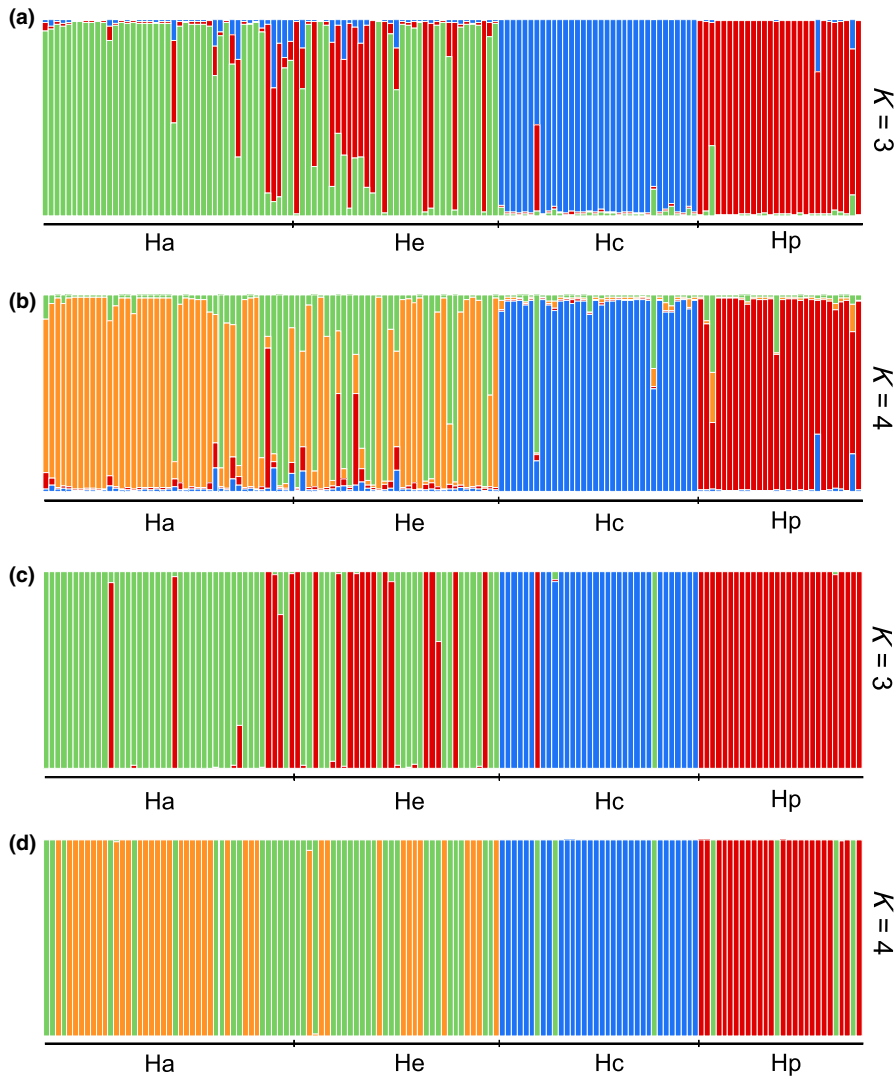 (a)
K = 3
Ha He Hc Hp
(b)
K = 4
Ha He Hc Hp
(c)
K = 3
Ha He Hc Hp
(d)
K = 4
Ha He Hc Hp